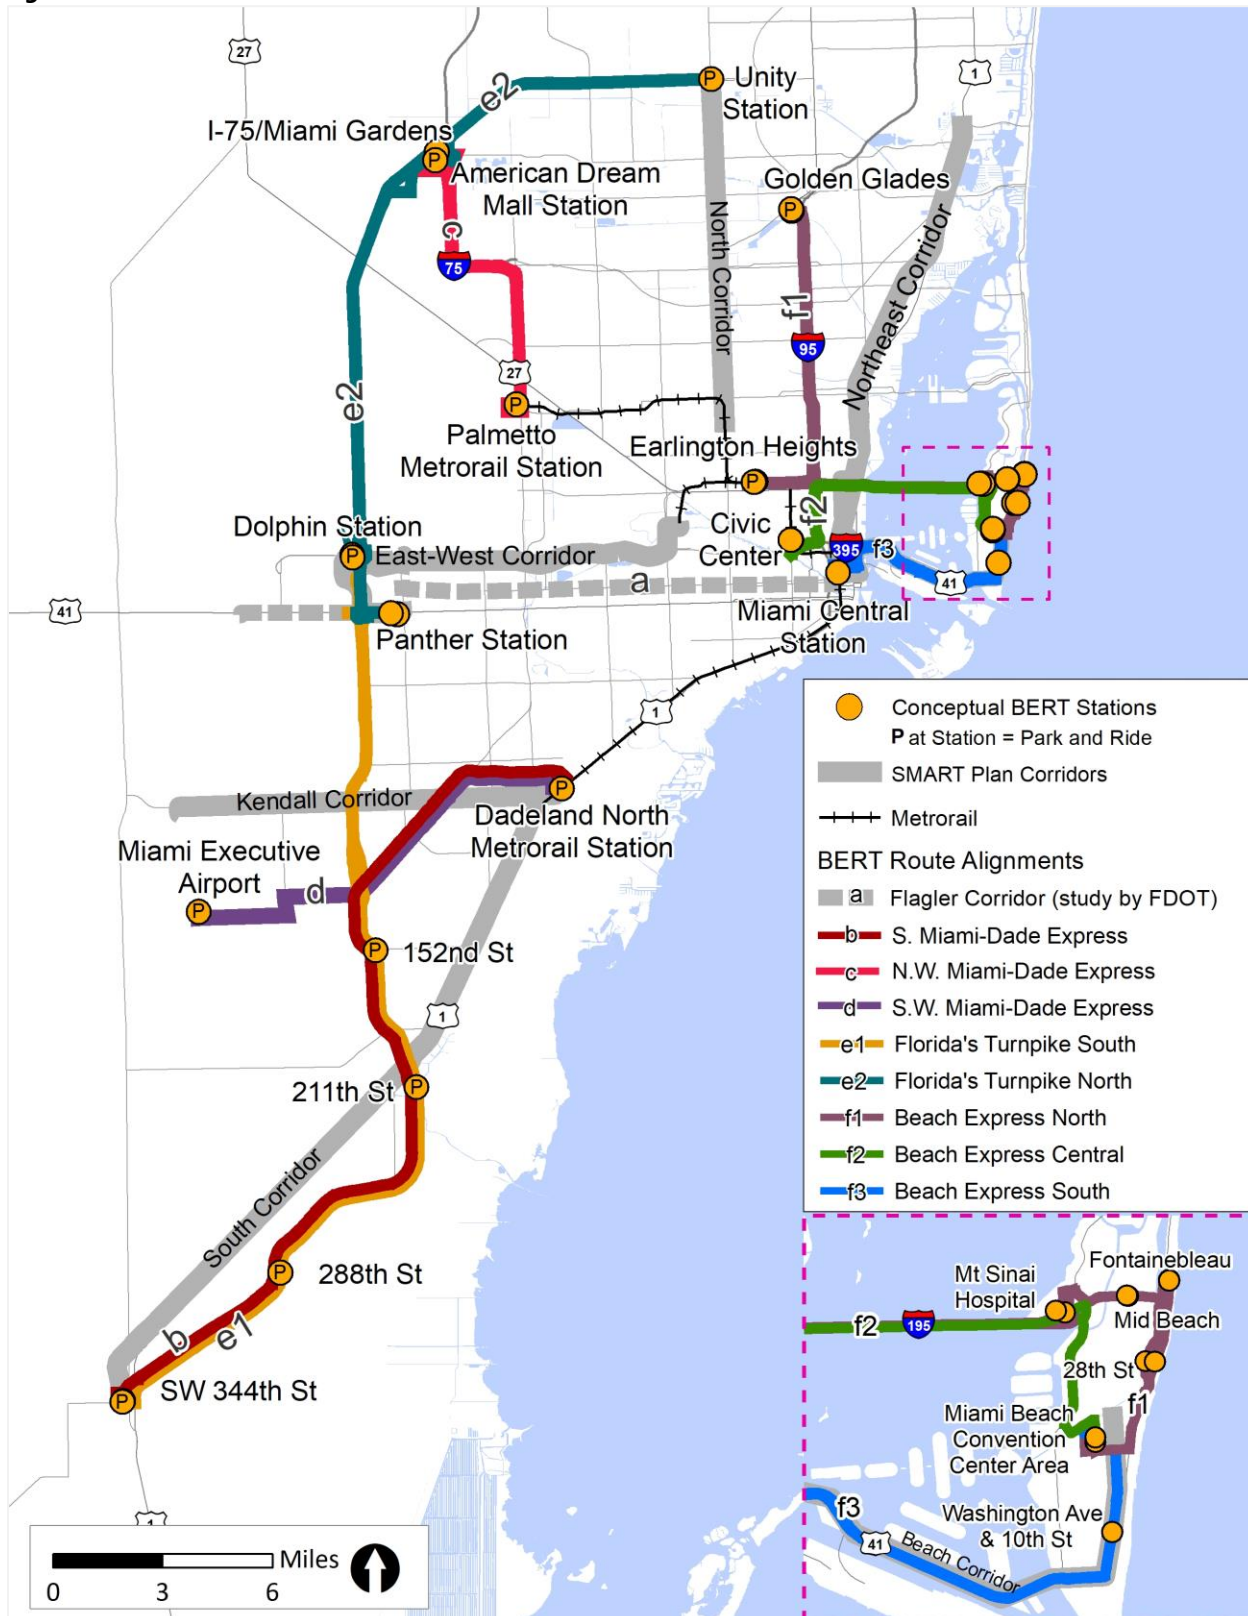 27
1
e2
Unity
Station
I-75/Miami Gardens
P
P
American Dream
Mall Station
Golden Glades
P
c
75
North Corridor
Northeast Corridor
f1
95
27
e2
P
Palmetto
Metrorail Station
Earlington Heights
P
f2
Civic
Center
395
f3
41
Dolphin Station
P
East-West Corridor
a
41
Panther Station
Miami Central
Station
1
Kendall Corridor
P
Dadeland North
Metrorail Station
Miami Executive
Airport
d
P
P
152nd St
1
211th St
P
South Corridor
P
288th St
b
e1
P
SW 344th St
1
Conceptual BERT Stations
P at Station = Park and Ride
SMART Plan Corridors
Metrorail
BERT Route Alignments
a Flagler Corridor (study by FDOT)
b S. Miami-Dade Express
c N.W. Miami-Dade Express
d S.W. Miami-Dade Express
e1 Florida's Turnpike South
e2 Florida's Turnpike North
f1 Beach Express North
f2 Beach Express Central
f3 Beach Express South
Fontainebleau
Mt Sinai
Hospital
f2
195
Mid Beach
28th St
f1
Miami Beach
Convention
Center Area
f3
Washington Ave
& 10th St
41
Beach Corridor
Miles
0 3 6